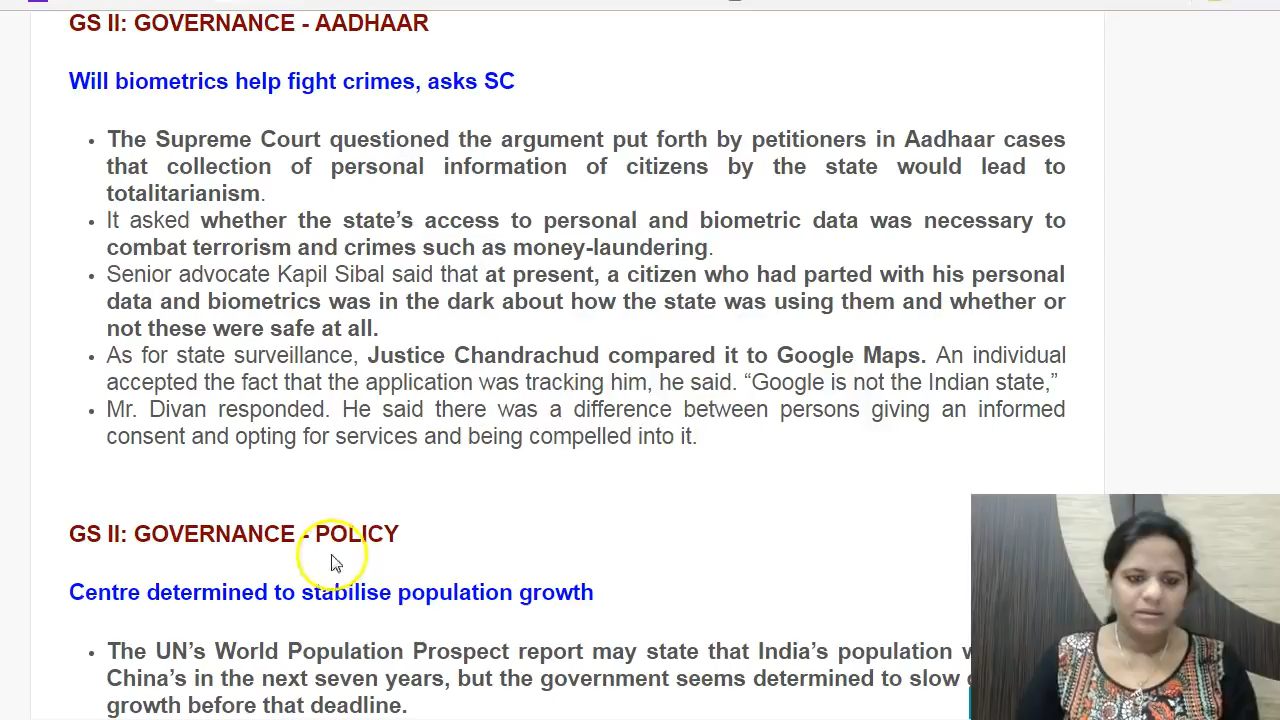 GS II: GOVERNANCE - AADHAAR
Will biometrics help fight crimes, asks SC
• The Supreme Court questioned the argument put forth by petitioners in Aadhaar cases
that collection of personal information of citizens by the state would lead to
totalitarianism.
• It asked whether the state's access to personal and biometric data was necessary to
combat terrorism and crimes such as money-laundering.
• Senior advocate Kapil Sibal said that at present, a citizen who had parted with his personal
data and biometrics was in the dark about how the state was using them and whether or
not these were safe at all.
• As for state surveillance, Justice Chandrachud compared it to Google Maps. An individual
accepted the fact that the application was tracking him, he said. “Google is not the Indian state,”
• Mr. Divan responded. He said there was a difference between persons giving an informed
consent and opting for services and being compelled into it.
GS II: GOVERNANCE - POLICY
Centre determined to stabilise population growth
• The UN's World Population Prospect report may state that India's population
China's in the next seven years, but the government seems determined to slow
growth before that deadline.